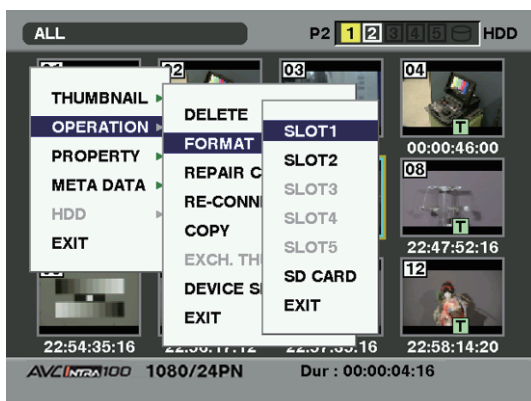 ALL
P2 1 2 3 4 5 HDD
02
03
04
THUMBNAIL
OPERATION
PROPERTY
META DATA
HDD
EXIT
DELETE
FORMAT
REPAIR C
RE-CONN
COPY
EXCH. TH
DEVICE S
EXIT
SLOT1
SLOT2
SLOT3
SLOT4
SLOT5
SD CARD
EXIT
T
00:00:46:00
08
T
22:47:52:16
12
T
22:54:35:16
22:58:14:20
AVC INTRA 100 1080/24PN Dur : 00:00:04:16